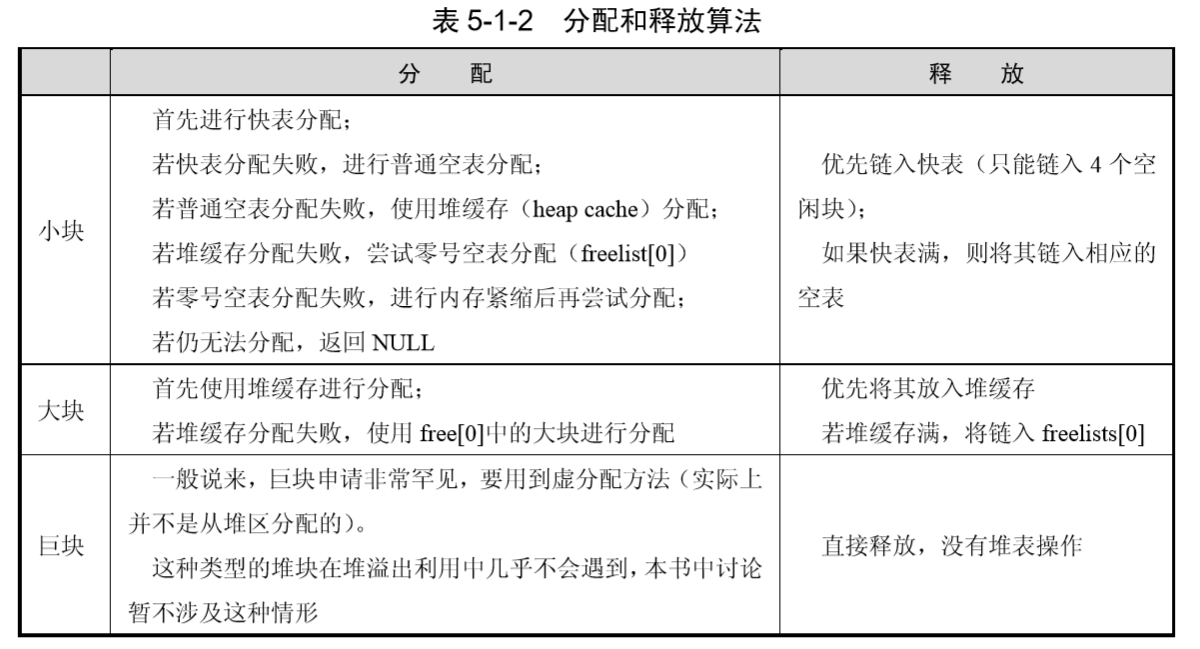 表 5-1-2 分配和释放算法
分 配
释 放
小块
首先进行快表分配；
若快表分配失败，进行普通空表分配；
若普通空表分配失败，使用堆缓存（heap cache）分配；
若堆缓存分配失败，尝试零号空表分配（freelist[0]）
若零号空表分配失败，进行内存紧缩后再尝试分配；
若仍无法分配，返回 NULL
优先链入快表（只能链入 4 个空
闲块）；
如果快表满，则将其链入相应的
空表
大块
首先使用堆缓存进行分配；
若堆缓存分配失败，使用 free[0]中的大块进行分配
优先将其放入堆缓存
若堆缓存满，将链入 freelists[0]
巨块
一般说来，巨块申请非常罕见，要用到虚分配方法（实际上
并不是从堆区分配的）。
这种类型的堆块在堆溢出利用中几乎不会遇到，本书中讨论
暂不涉及这种情形
直接释放，没有堆表操作